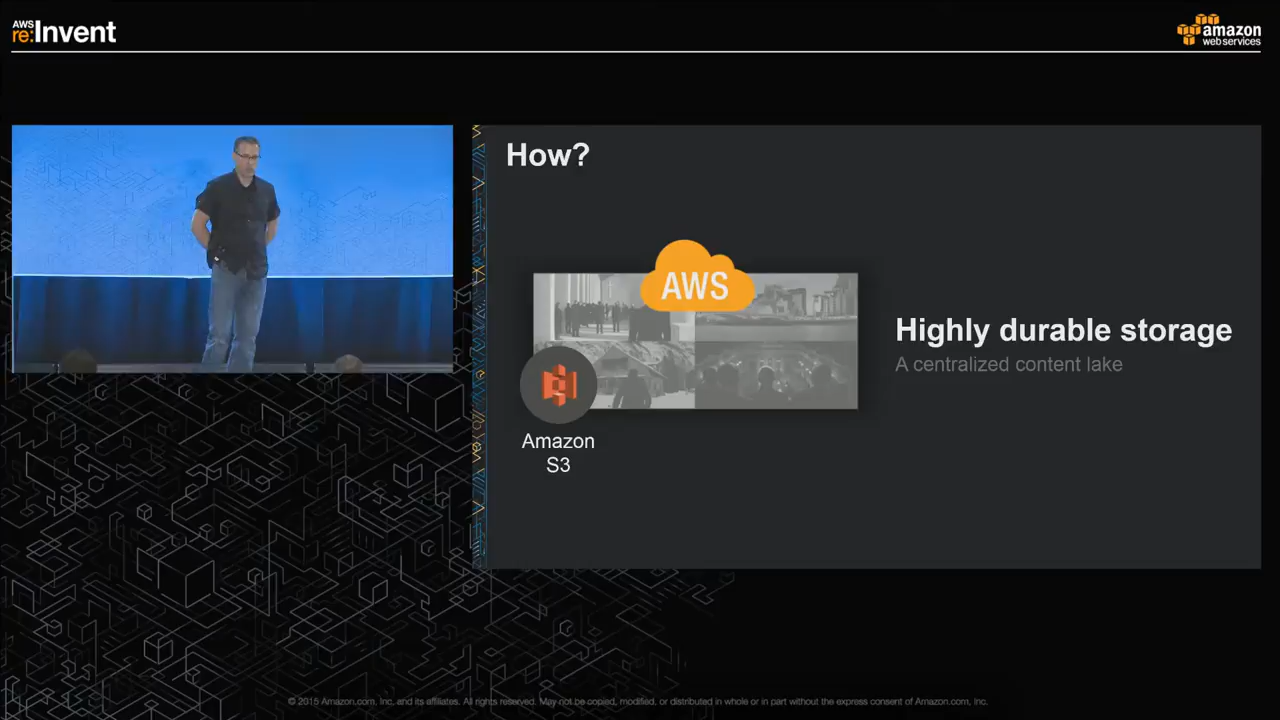 AWS
re:Invent
amazon
web services
How?
AWS
Highly durable storage
A centralized content lake
Amazon
S3
© 2015 Amazon.com, Inc. and its affiliates. All rights reserved. May not be copied, modified, or distributed in whole or in part without the express consent of Amazon.com, Inc.